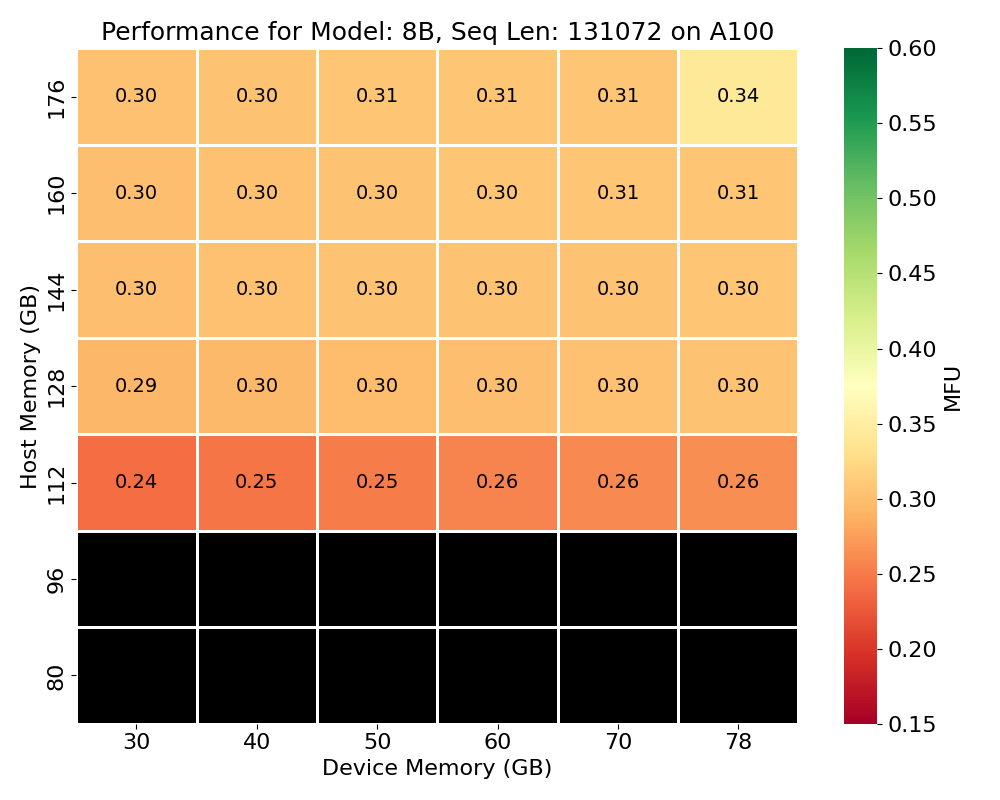 Performance for Model: 8B, Seq Len: 131072 on A100
176 0.30 0.30 0.31 0.31 0.31 0.34
160 0.30 0.30 0.30 0.30 0.31 0.31
144 0.30 0.30 0.30 0.30 0.30 0.30
128 0.29 0.30 0.30 0.30 0.30 0.30
112 0.24 0.25 0.25 0.26 0.26 0.26
96
80
Host Memory (GB)
30 40 50 60 70 78
Device Memory (GB)
0.60
0.55
0.50
0.45
0.40
0.35
0.30
0.25
0.20
0.15
MFU